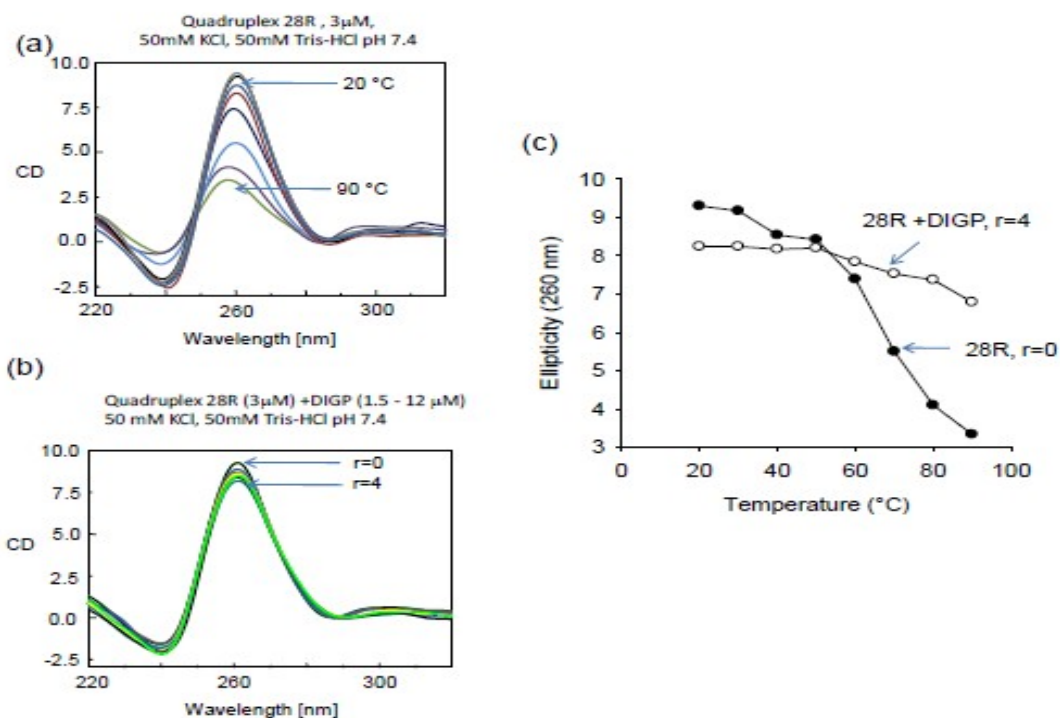 Quadruplex 28R , 3μM,
50mM KCl, 50mM Tris-HCl pH 7.4
(a)
10.0
7.5
5.0
2.5
0.0
-2.5
CD
20 °C
90 °C
220 260 300
Wavelength [nm]
(b)
Quadruplex 28R (3μM) +DIGP (1.5 - 12 μM)
50 mM KCl, 50mM Tris-HCl pH 7.4
10.0
7.5
5.0
2.5
0.0
-2.5
CD
r=0
r=4
220 260 300
Wavelength [nm]
(c)
10
9
8
7
6
5
4
3
Ellipticity (260 nm)
28R +DIGP, r=4
28R, r=0
0 20 40 60 80 100
Temperature (°C)